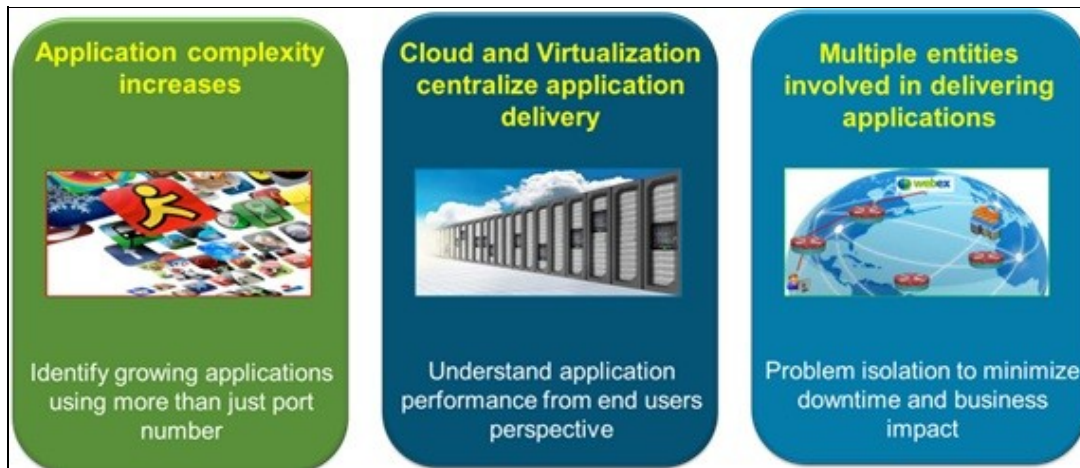 Application complexity
increases
Identify growing applications
using more than just port
number
Cloud and Virtualization
centralize application
delivery
Understand application
performance from end users
perspective
Multiple entities
involved in delivering
applications
webex
Problem isolation to minimize
downtime and business
impact